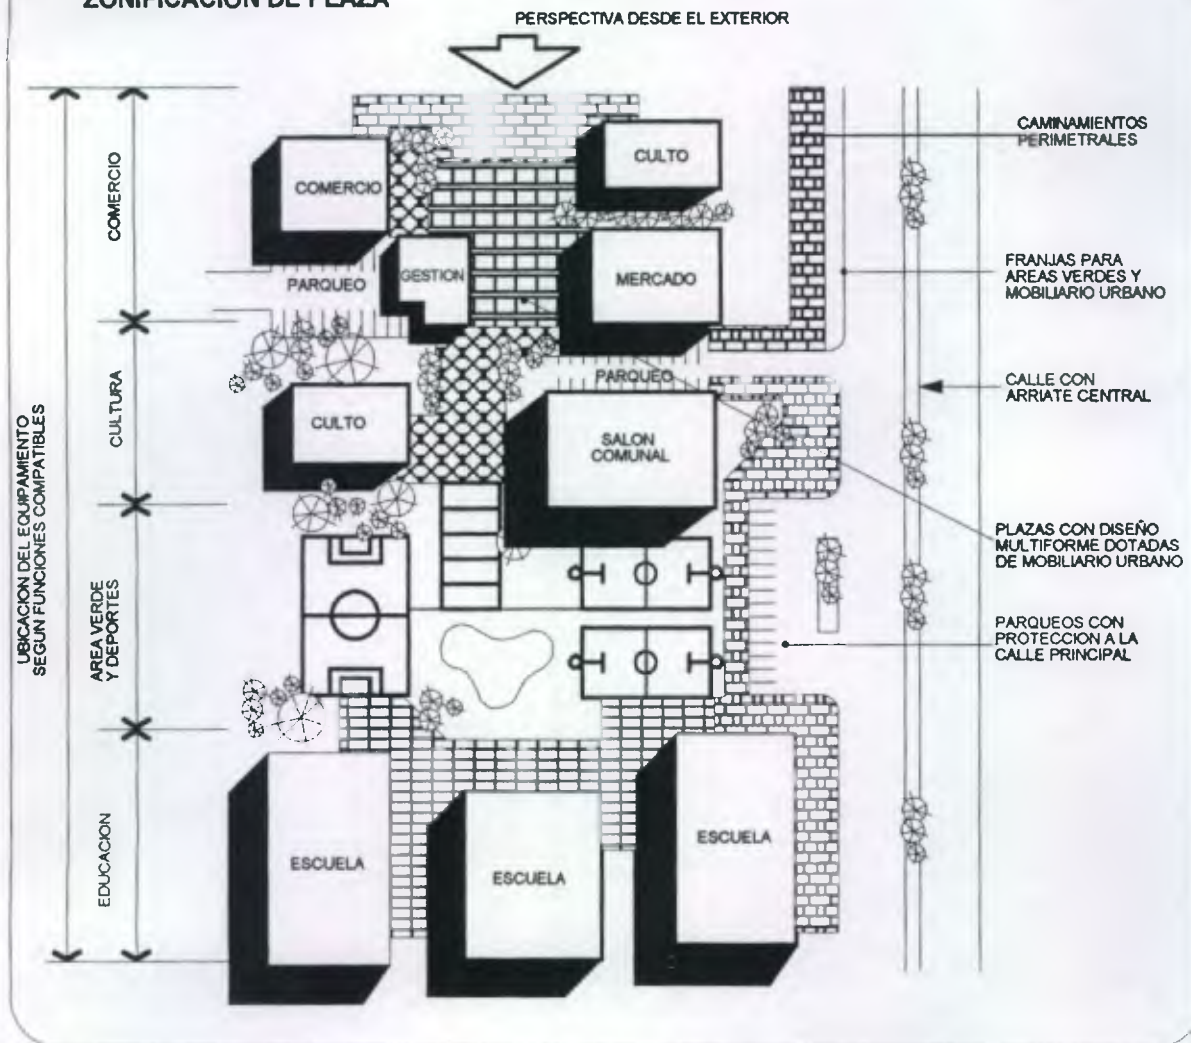 ZONIFICACION DE PLAZA
PERSPECTIVA DESDE EL EXTERIOR
CAMINAMIENTOS
PERIMETRALES
CULTO
COMERCIO
COMERCIO
FRANJAS PARA
AREAS VERDES Y
MOBILIARIO URBANO
GESTION
MERCADO
PARQUEO
PARQUEO
CALLE CON
ARRIATE CENTRAL
CULTURA
CULTO
SALON
COMUNAL
UBICACION DEL EQUIPAMIENTO
SEGUN FUNCIONES COMPATIBLES
PLAZAS CON DISEÑO
MULTIFORME DOTADAS
DE MOBILIARIO URBANO
AREA VERDE
Y DEPORTES
PARQUEOS CON
PROTECCION A LA
CALLE PRINCIPAL
EDUCACION
ESCUELA
ESCUELA
ESCUELA